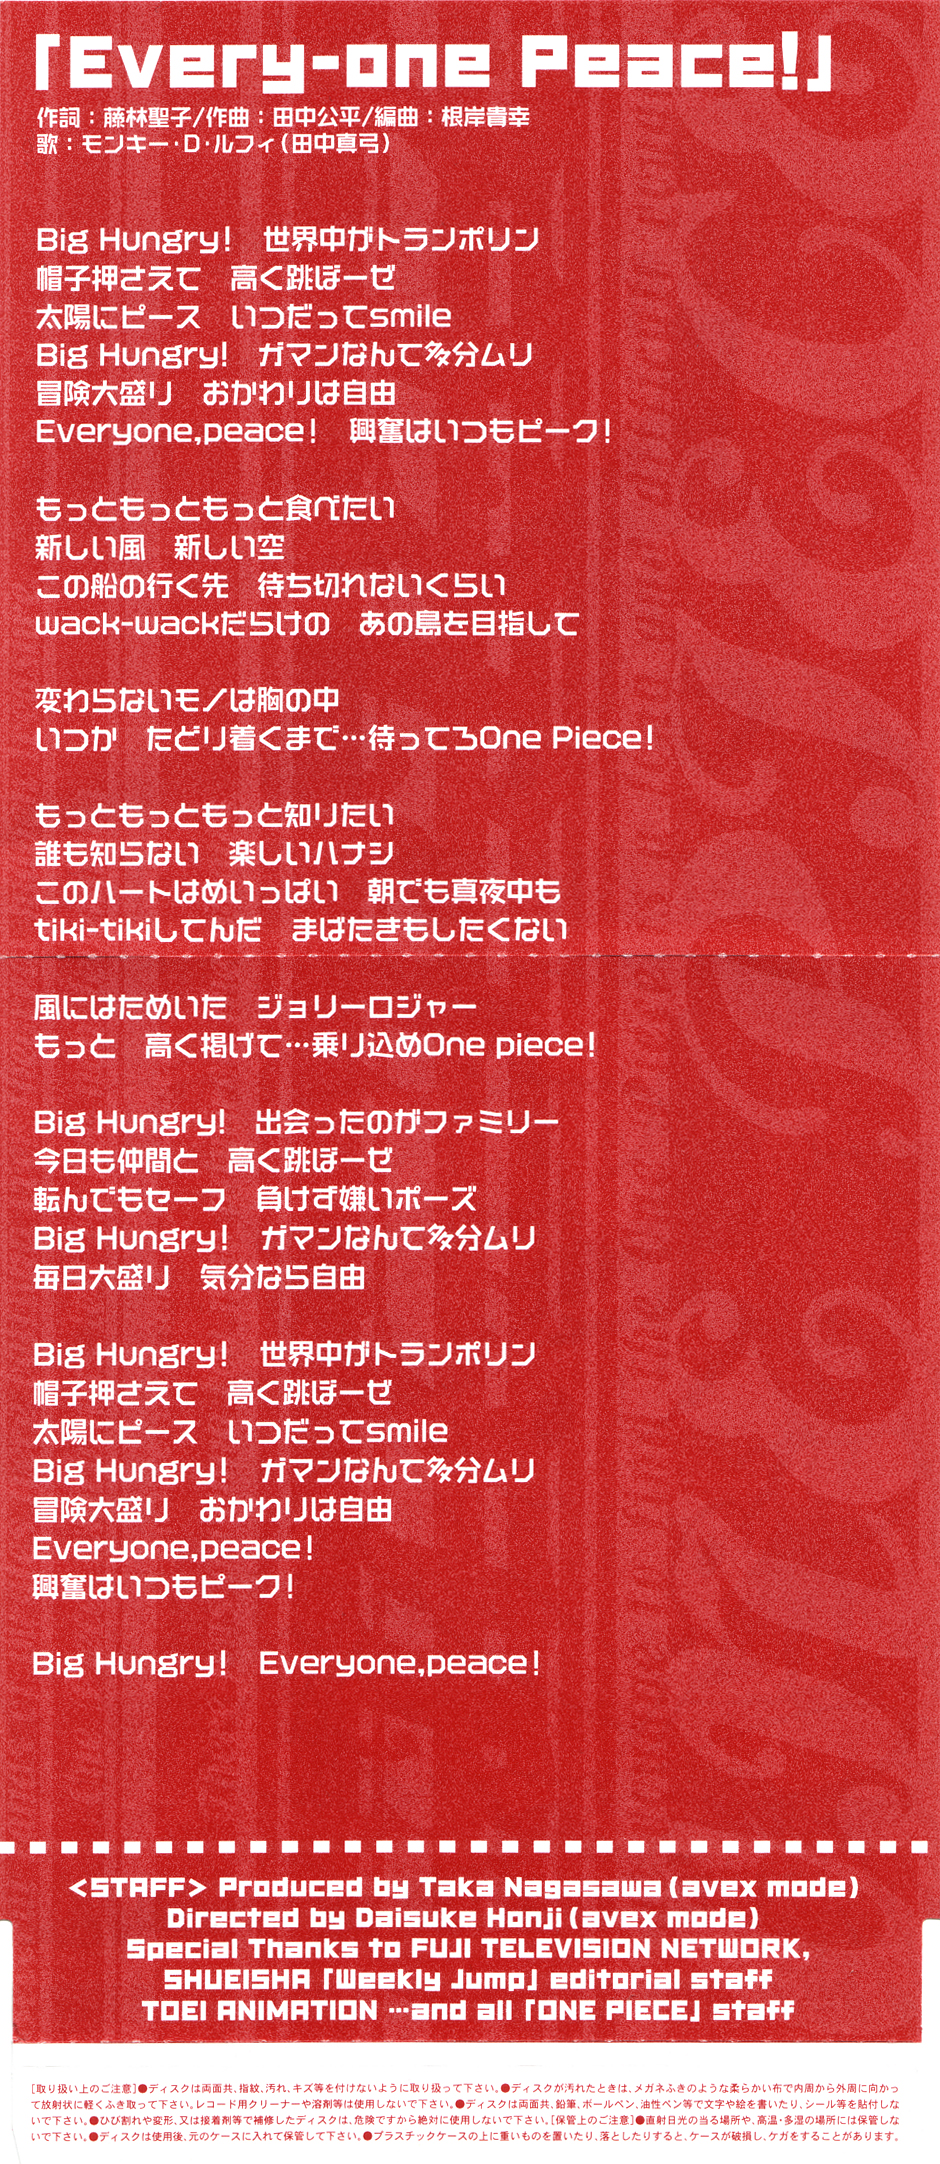 「Every-one Peace!」
作詞：藤林聖子/作曲：田中公平/編曲：根岸貴幸
歌：モンキー・D・ルフィ(田中真弓)
Big Hungry!　世界中がトランポリン
帽子押さえて　高く跳ぼーぜ
太陽にピース　いつだってsmile
Big Hungry!　ガマンなんて多分ムリ
冒険大盛り　おかわりは自由
Everyone,peace!　興奮はいつもピーク!
もっともっともっと食べたい
新しい風　新しい空
この船の行く先　待ち切れないくらい
wack-wackだらけの　あの島を目指して
変わらないモノは胸の中
いつか　たどり着くまで…待ってろOne Piece!
もっともっともっと知りたい
誰も知らない　楽しいハナシ
このハートはめいっぱい　朝でも真夜中も
tiki-tikiしてんだ　まばたきもしたくない
風にはためいた　ジョリーロジャー
もっと　高く掲げて…乗り込めOne piece!
Big Hungry!　出会ったのがファミリー
今日も仲間と　高く跳ぼーぜ
転んでもセーフ　負けず嫌いポーズ
Big Hungry!　ガマンなんて多分ムリ
毎日大盛り　気分なら自由
Big Hungry!　世界中がトランポリン
帽子押さえて　高く跳ぼーぜ
太陽にピース　いつだってsmile
Big Hungry!　ガマンなんて多分ムリ
冒険大盛り　おかわりは自由
Everyone,peace!
興奮はいつもピーク!
Big Hungry!　Everyone,peace!
<STAFF> Produced by Taka Nagasawa(avex mode)
Directed by Daisuke Honji(avex mode)
Special Thanks to FUJI TELEVISION NETWORK,
SHUEISHA「Weekly Jump」editorial staff
TOEI ANIMATION …and all「ONE PIECE」staff
[取り扱い上のご注意]●ディスクは両面共、指紋、汚れ、キズ等を付けないように取り扱って下さい。●ディスクが汚れたときは、メガネふきのような柔らかい布で内周から外周に向かっ
て放射状に軽くふき取って下さい。レコード用クリーナーや溶剤等は使用しないで下さい。●ディスクは両面共、鉛筆、ボールペン、油性ペン等で文字や絵を書いたり、シール等を貼付しな
いで下さい。●ひび割れや変形、又は接着剤等で補修したディスクは、危険ですから絶対に使用しないで下さい。[保管上のご注意]●直射日光の当る場所や、高温・多湿の場所には保管しな
いで下さい。●ディスクは使用後、元のケースに入れて保管して下さい。●プラスチックケースの上に重いものを置いたり、落としたりすると、ケースが破損し、ケガをすることがあります。